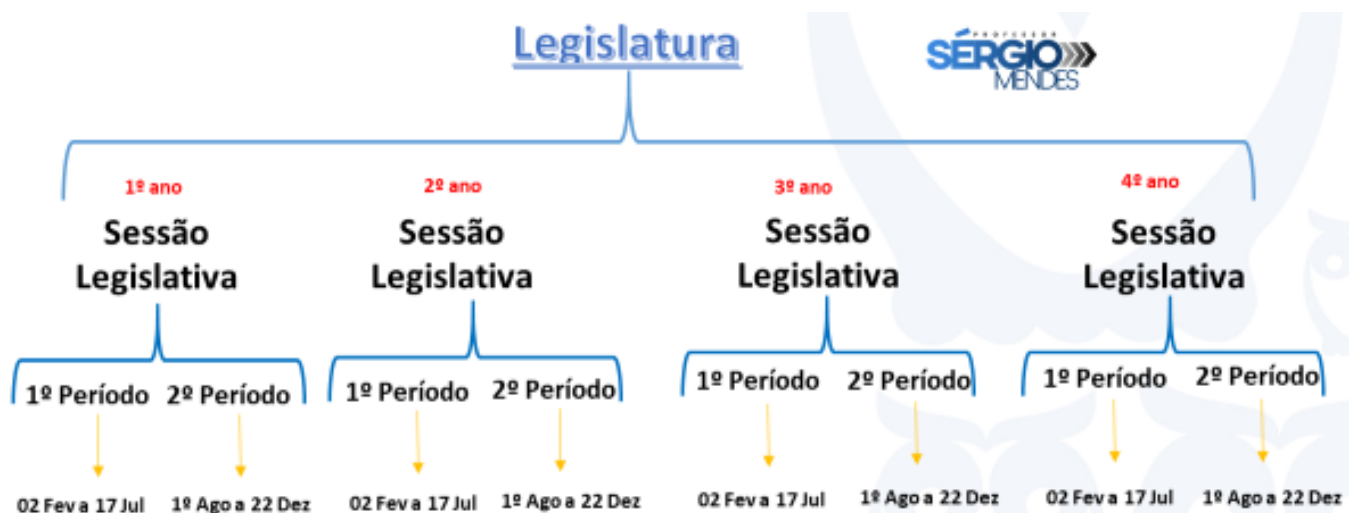 Legislatura
PROFESSOR
SÉRGIO
MENDES
1º ano
2º ano
3º ano
4º ano
Sessão
Legislativa
Sessão
Legislativa
Sessão
Legislativa
Sessão
Legislativa
1º Período
2º Período
1º Período
2º Período
1º Período
2º Período
1º Período
2º Período
02 Fev a 17 Jul
1º Ago a 22 Dez
02 Fev a 17 Jul
1º Ago a 22 Dez
02 Fev a 17 Jul
1º Ago a 22 Dez
02 Fev a 17 Jul
1º Ago a 22 Dez